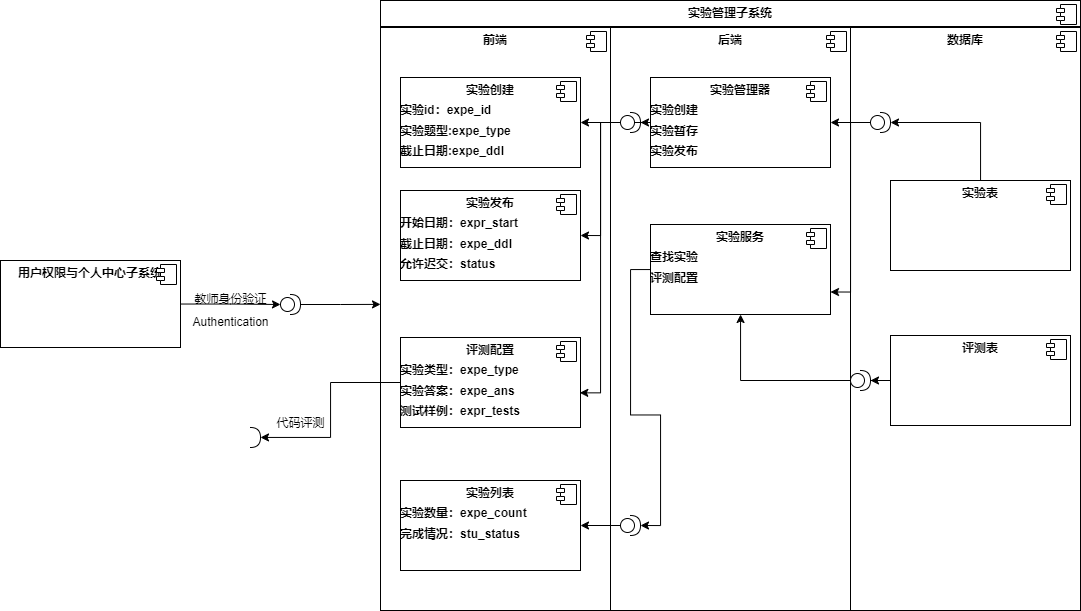 实验管理子系统
前端
后端
数据库
实验创建
实验id：expe_id
实验题型:expe_type
截止日期:expe_ddl
实验管理器
实验创建
实验暂存
实验发布
实验发布
开始日期：expr_start
截止日期：expe_ddl
允许迟交：status
实验表
实验服务
查找实验
评测配置
用户权限与个人中心子系统
教师身份验证
Authentication
评测配置
实验类型：expe_type
实验答案：expe_ans
测试样例：expr_tests
评测表
代码评测
实验列表
实验数量：expe_count
完成情况：stu_status